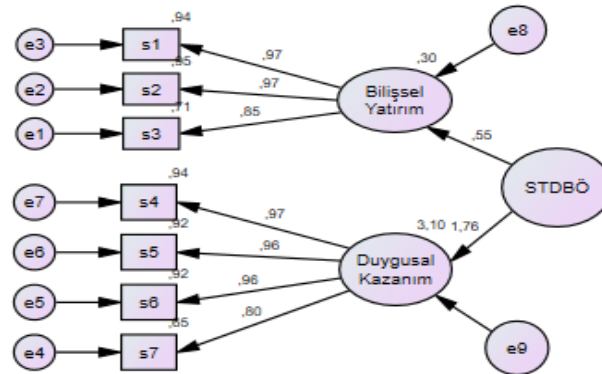 ,94
e3
s1
,97
e8
,95
,30
e2
s2
,97
Bilişsel
Yatırım
,71
e1
s3
,85
,55
STDBÖ
,94
e7
s4
,97
3,10
1,76
,92
e6
s5
,96
Duygusal
Kazanım
,92
e5
s6
,96
,65
e4
s7
,80
e9